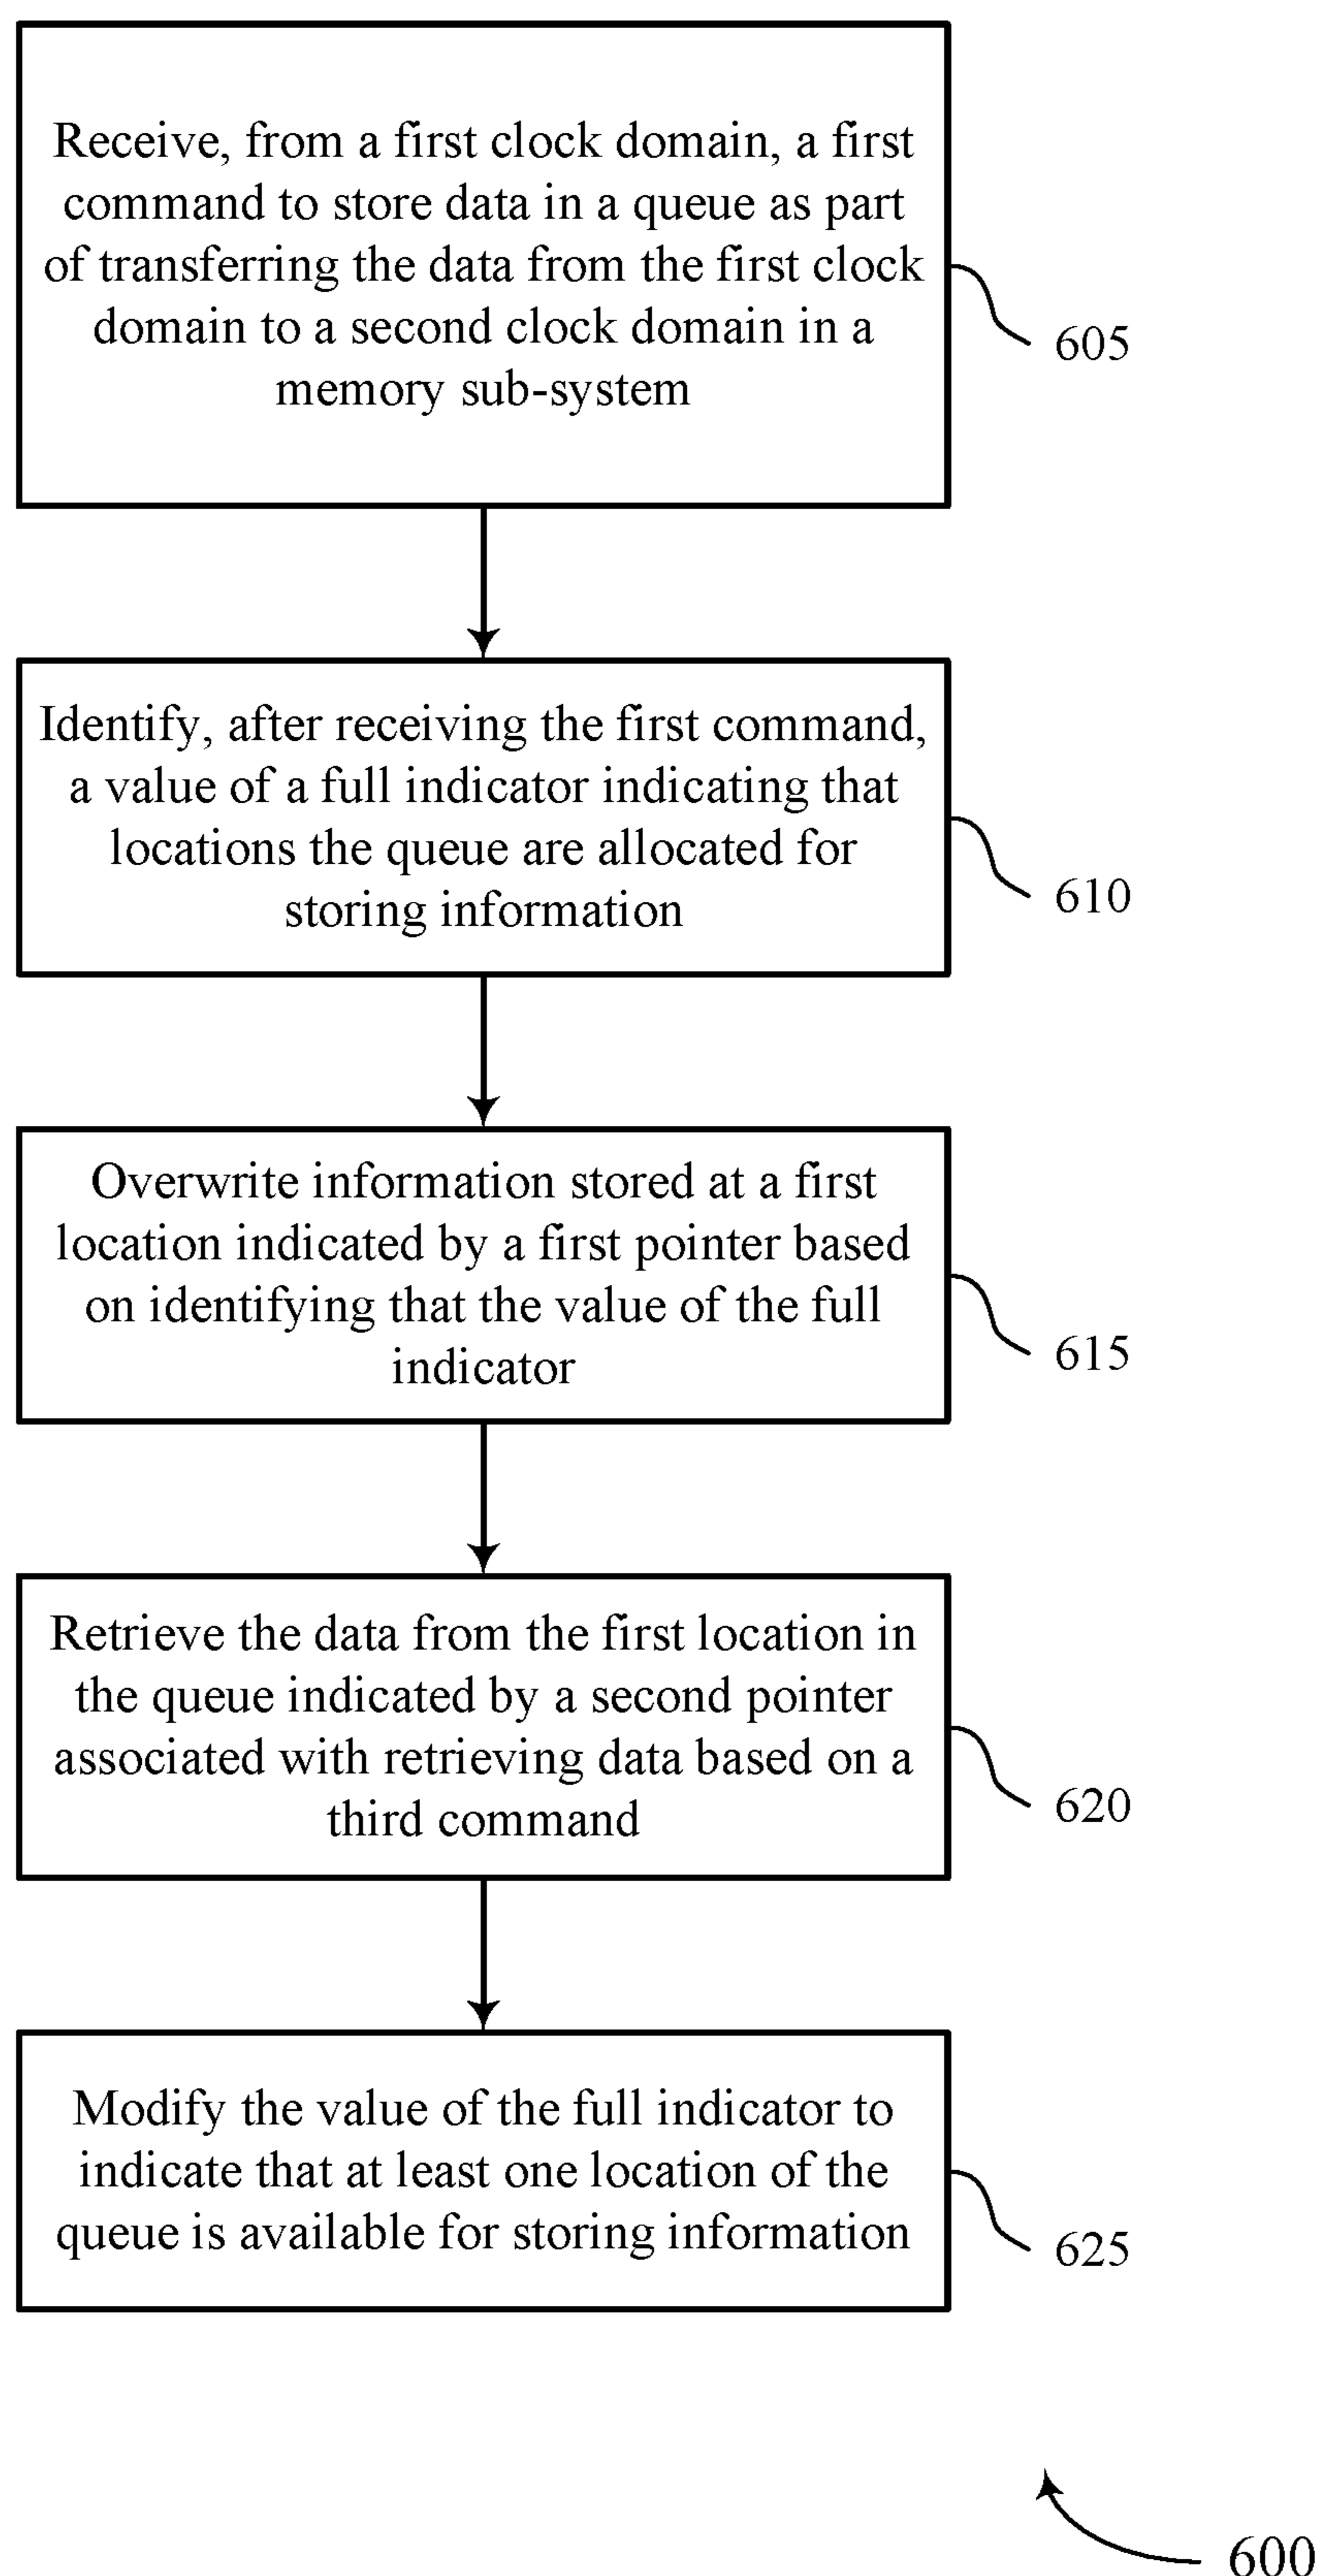 Receive, from a first clock domain, a first
command to store data in a queue as part
of transferring the data from the first clock
domain to a second clock domain in a
memory sub-system
605
Identify, after receiving the first command,
a value of a full indicator indicating that
locations the queue are allocated for
storing information
610
Overwrite information stored at a first
location indicated by a first pointer based
on identifying that the value of the full
indicator
615
Retrieve the data from the first location in
the queue indicated by a second pointer
associated with retrieving data based on a
third command
620
Modify the value of the full indicator to
indicate that at least one location of the
queue is available for storing information
625
600